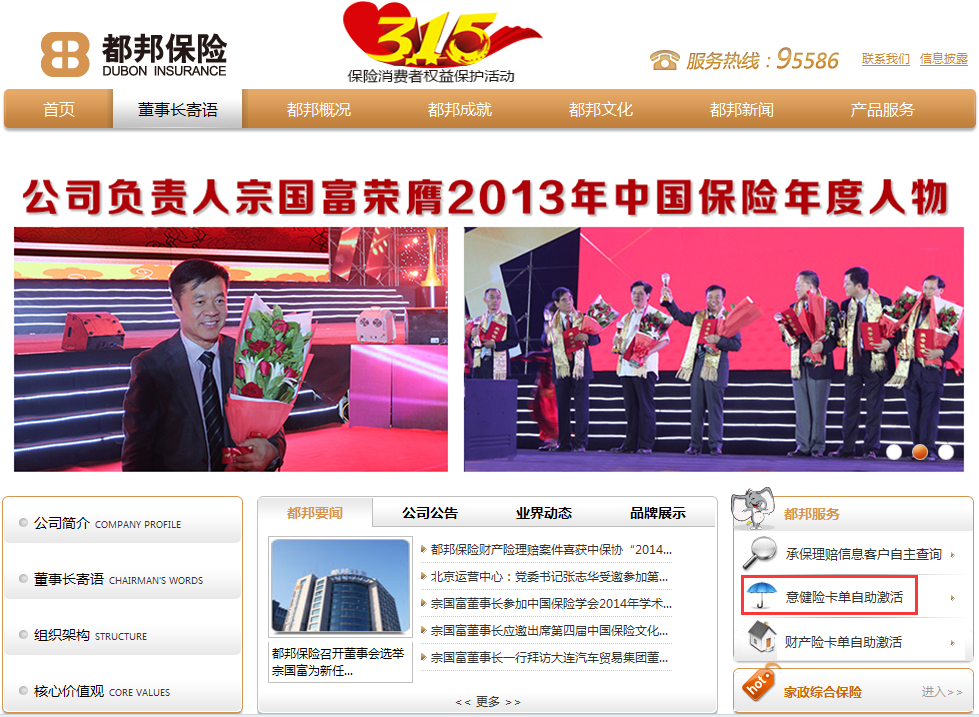 都邦保险
DUBON INSURANCE
315
保险消费者权益保护活动
服务热线：95586
联系我们 信息披露
首页 董事长寄语 都邦概况 都邦成就 都邦文化 都邦新闻 产品服务
公司负责人宗国富荣膺2013年中国保险年度人物
公司简介 COMPANY PROFILE
董事长寄语 CHAIRMAN'S WORDS
组织架构 STRUCTURE
核心价值观 CORE VALUES
都邦要闻 公司公告 业界动态 品牌展示
都邦保险召开董事会选举
宗国富为新任...
都邦保险财产险理赔案件喜获中保协“2014...
北京运营中心：党委书记张志华受邀参加第...
宗国富董事长参加中国保险学会2014年学术...
宗国富董事长应邀出席第四届中国保险文化...
宗国富董事长一行拜访大连汽车贸易集团董...
<< 更多 >>
都邦服务
承保理赔信息客户自主查询
意健险卡单自助激活
财产险卡单自助激活
hot
家政综合保险 进入>>